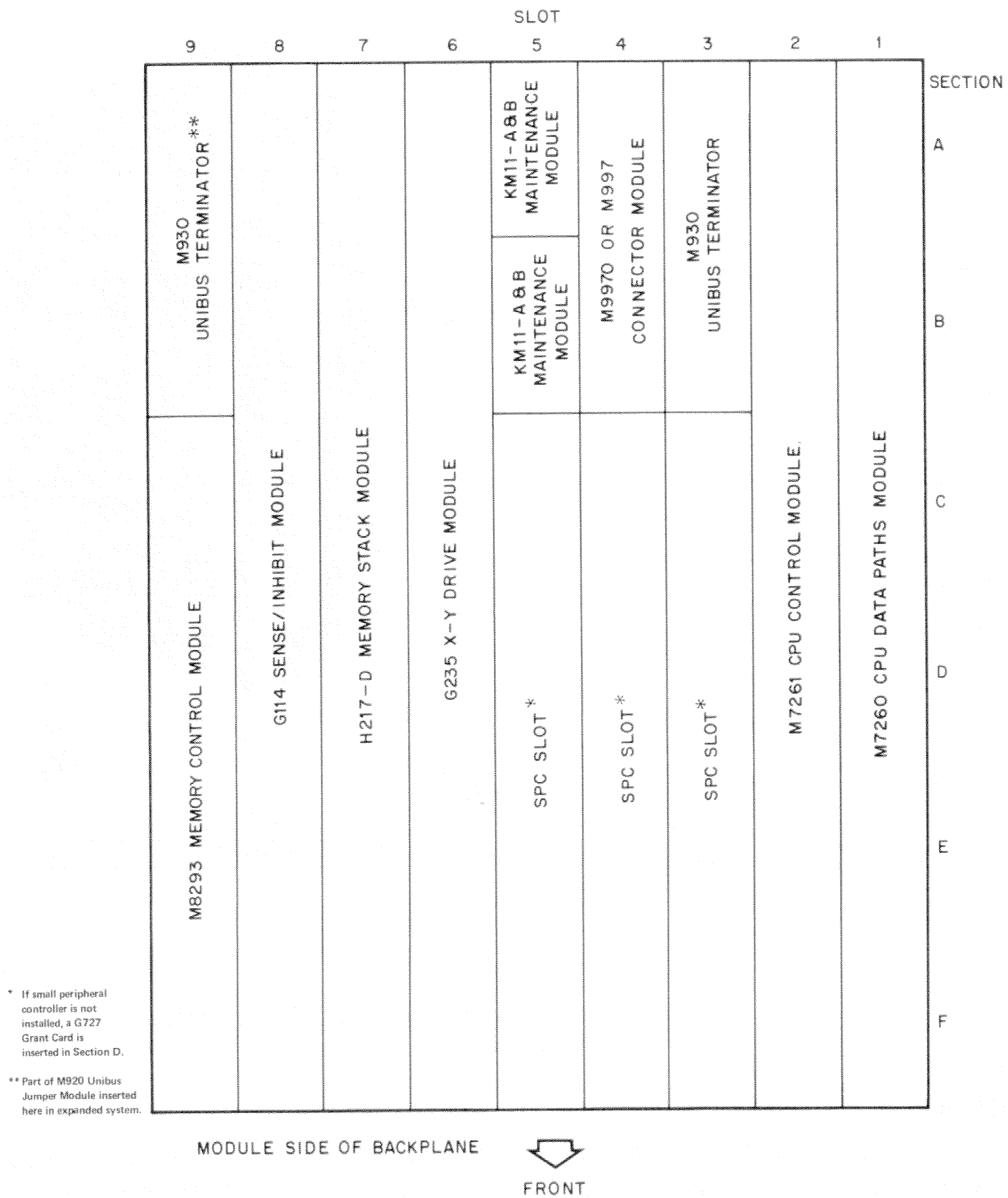 SLOT
9 8 7 6 5 4 3 2 1
SECTION
A
B
C
D
E
F
M930
UNIBUS TERMINATOR**
M8293 MEMORY CONTROL MODULE
G114 SENSE/INHIBIT MODULE
H217-D MEMORY STACK MODULE
G235 X-Y DRIVE MODULE
KM11-A&B
MAINTENANCE
MODULE
KM11-A&B
MAINTENANCE
MODULE
SPC SLOT*
M9970 OR M997
CONNECTOR MODULE
SPC SLOT*
M930
UNIBUS TERMINATOR
SPC SLOT*
M7261 CPU CONTROL MODULE.
M7260 CPU DATA PATHS MODULE
* If small peripheral
controller is not
installed, a G727
Grant Card is
inserted in Section D.
** Part of M920 Unibus
Jumper Module inserted
here in expanded system.
MODULE SIDE OF BACKPLANE
FRONT